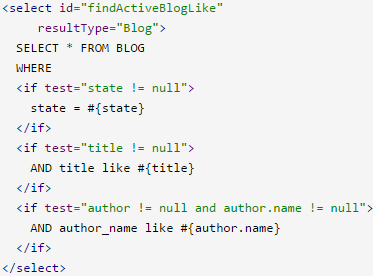 <select id="findActiveBlogLike"
     resultType="Blog">
  SELECT * FROM BLOG
  WHERE
  <if test="state != null">
    state = #{state}
  </if>
  <if test="title != null">
    AND title like #{title}
  </if>
  <if test="author != null and author.name != null">
    AND author_name like #{author.name}
  </if>
</select>